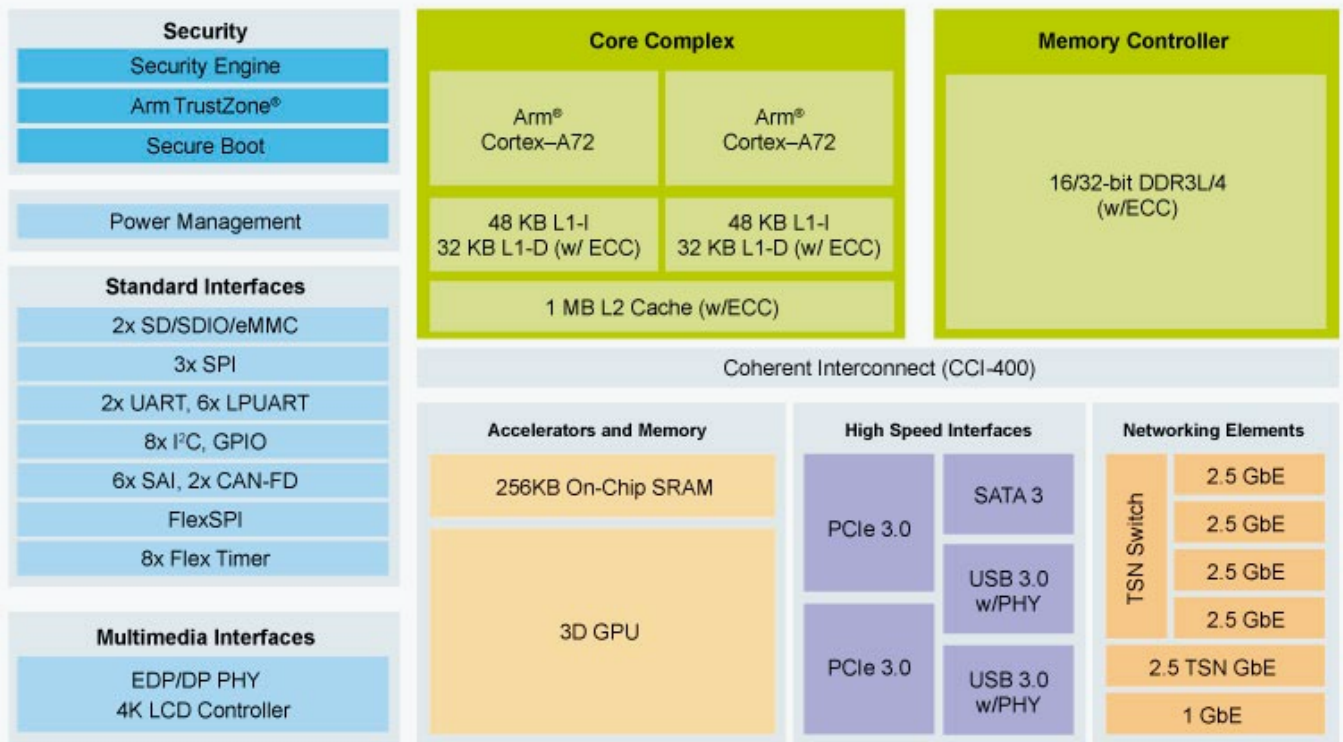 Security
Security Engine
Arm TrustZone®
Secure Boot
Power Management
Standard Interfaces
2x SD/SDIO/eMMC
3x SPI
2x UART, 6x LPUART
8x I²C, GPIO
6x SAI, 2x CAN-FD
FlexSPI
8x Flex Timer
Multimedia Interfaces
EDP/DP PHY
4K LCD Controller
Core Complex
Arm®
Cortex–A72
Arm®
Cortex–A72
48 KB L1-I
32 KB L1-D (w/ ECC)
48 KB L1-I
32 KB L1-D (w/ ECC)
1 MB L2 Cache (w/ECC)
Memory Controller
16/32-bit DDR3L/4
(w/ECC)
Coherent Interconnect (CCI-400)
Accelerators and Memory
256KB On-Chip SRAM
3D GPU
High Speed Interfaces
PCIe 3.0
PCIe 3.0
SATA 3
USB 3.0
w/PHY
USB 3.0
w/PHY
Networking Elements
TSN Switch
2.5 GbE
2.5 GbE
2.5 GbE
2.5 GbE
2.5 TSN GbE
1 GbE